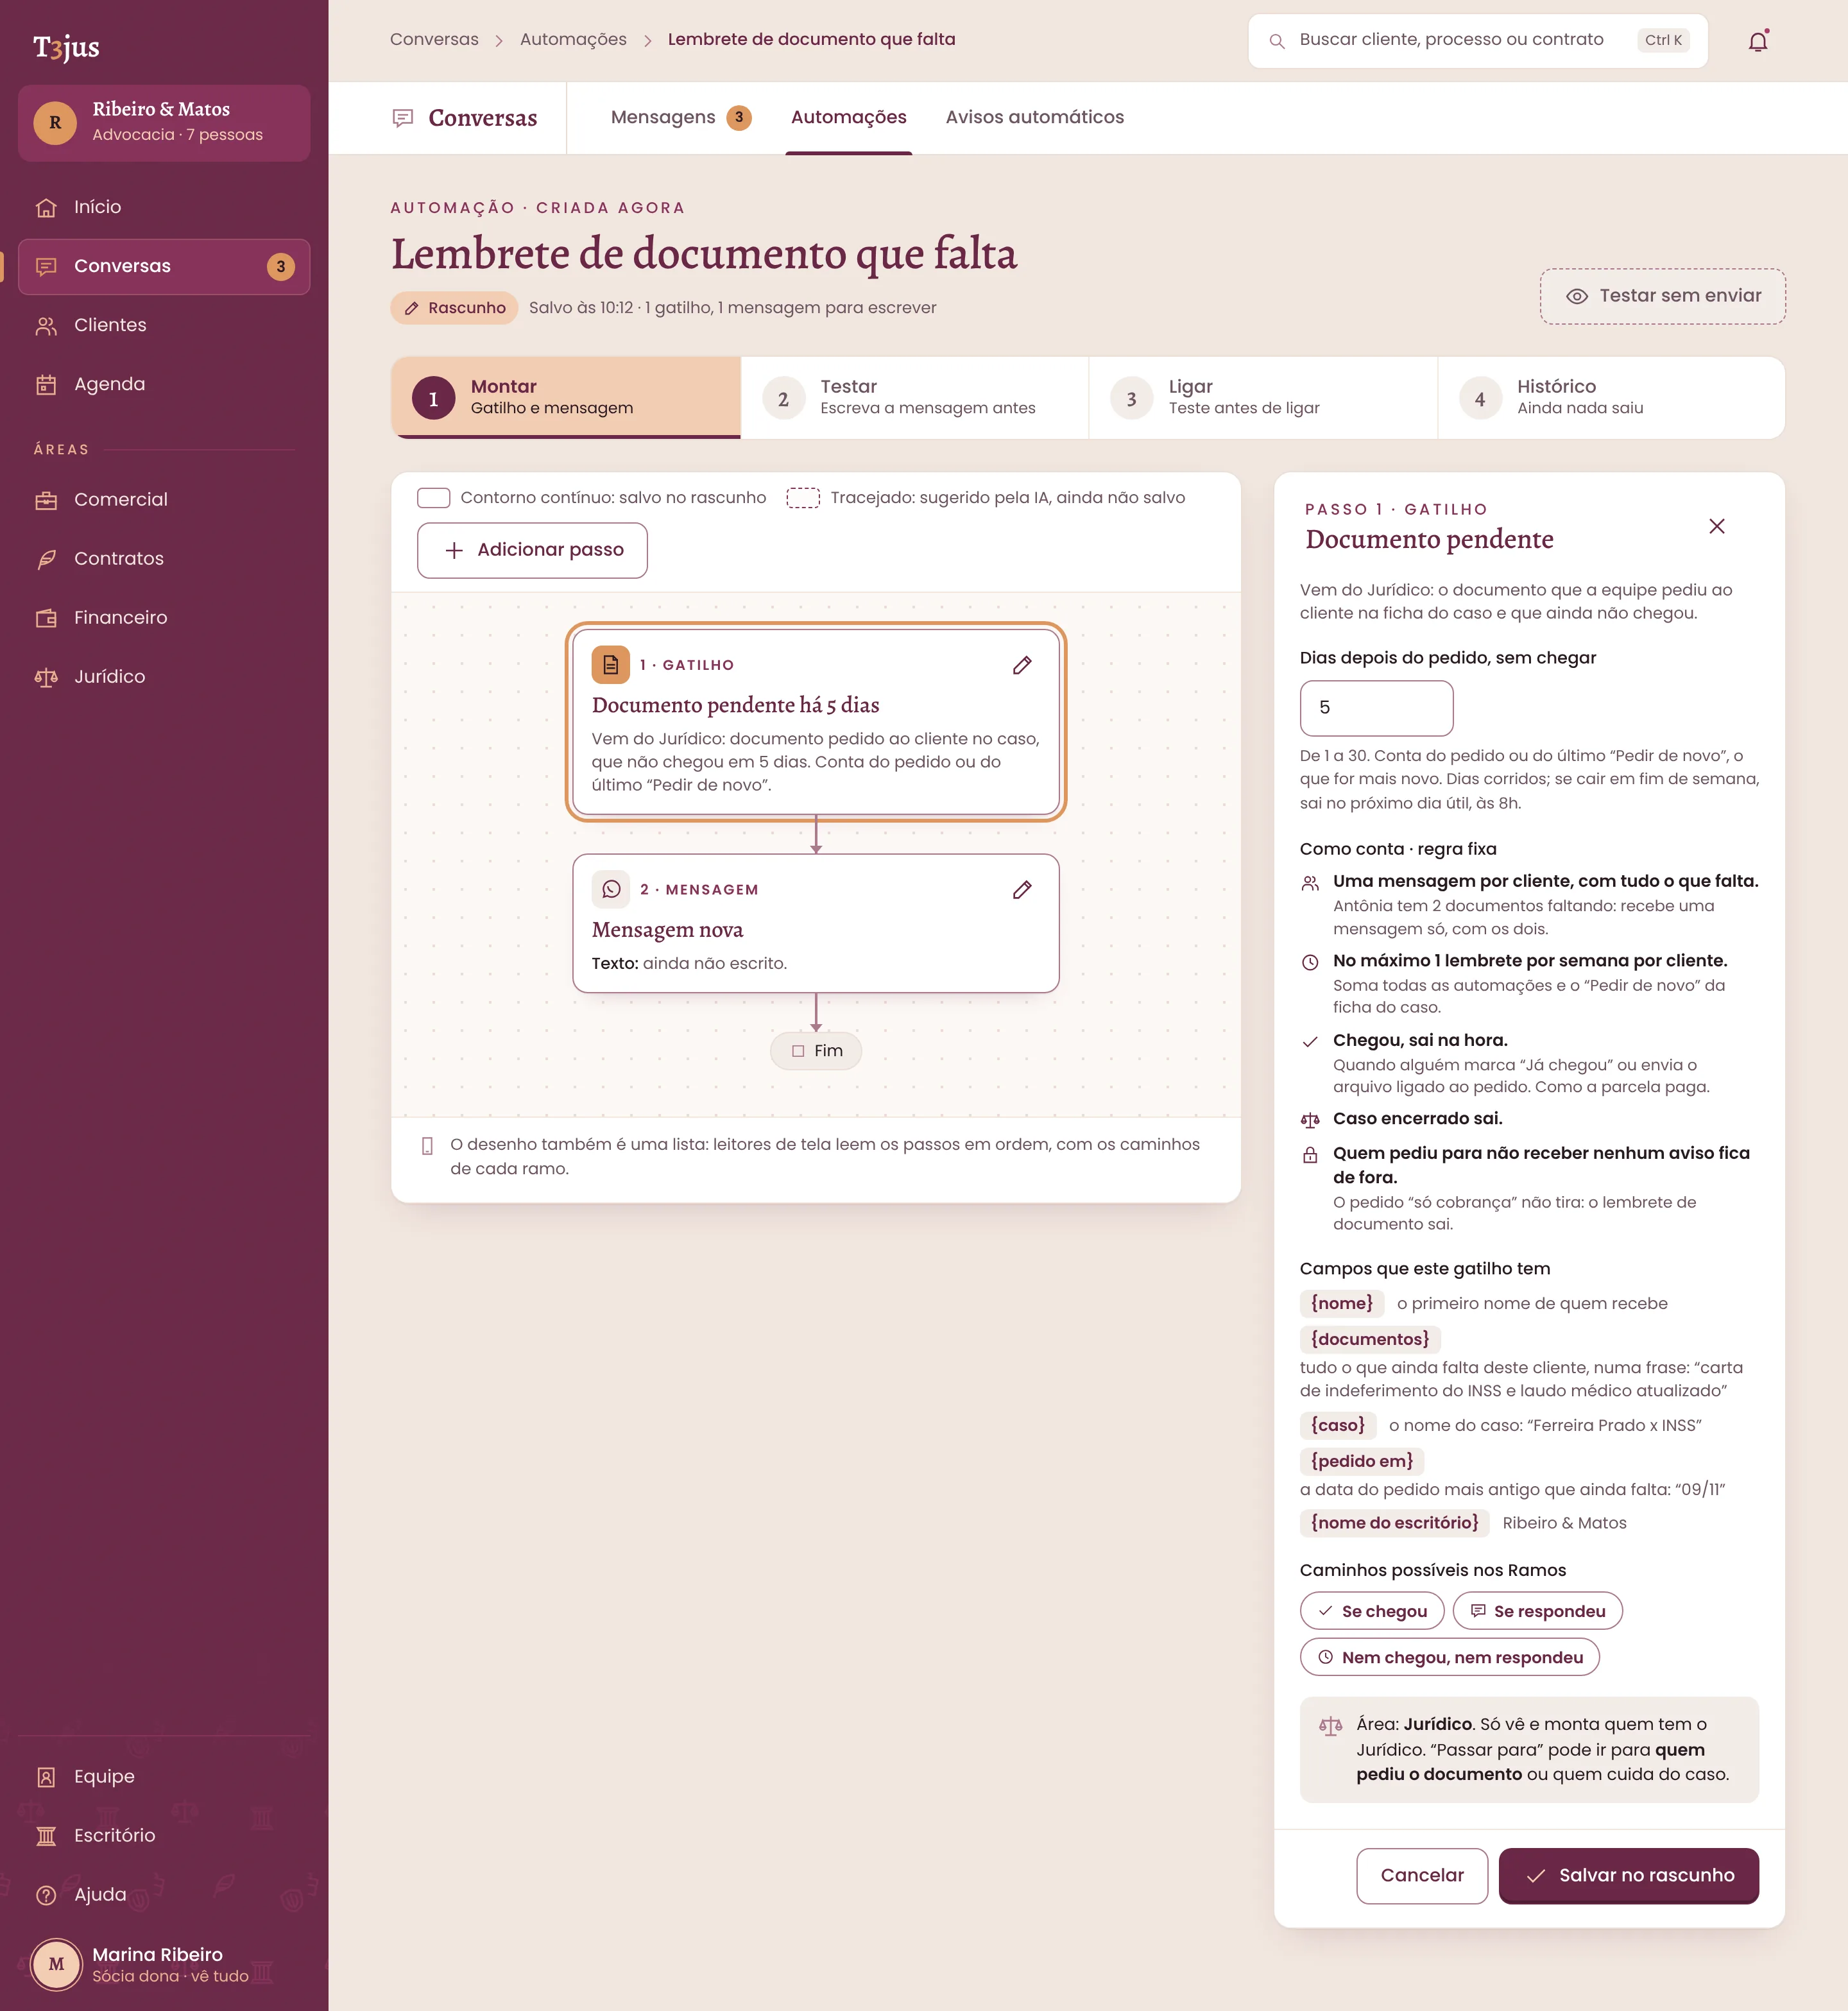 T3jus
R
Ribeiro & Matos
Advocacia · 7 pessoas
Início
Conversas
3
Clientes
Agenda
ÁREAS
Comercial
Contratos
Financeiro
Jurídico
Equipe
Escritório
Ajuda
M
Marina Ribeiro
Sócia dona · vê tudo
Conversas
Automações
Lembrete de documento que falta
Buscar cliente, processo ou contrato
Ctrl K
Conversas
Mensagens
3
Automações
Avisos automáticos
AUTOMAÇÃO · CRIADA AGORA
Lembrete de documento que falta
Rascunho
Salvo às 10:12 · 1 gatilho, 1 mensagem para escrever
Testar sem enviar
1
Montar
Gatilho e mensagem
2
Testar
Escreva a mensagem antes
3
Ligar
Teste antes de ligar
4
Histórico
Ainda nada saiu
Contorno contínuo: salvo no rascunho
Tracejado: sugerido pela IA, ainda não salvo
Adicionar passo
1 · GATILHO
Documento pendente há 5 dias
Vem do Jurídico: documento pedido ao cliente no caso,
que não chegou em 5 dias. Conta do pedido ou do
último “Pedir de novo”.
2 · MENSAGEM
Mensagem nova
Texto: ainda não escrito.
Fim
O desenho também é uma lista: leitores de tela leem os passos em ordem, com os caminhos
de cada ramo.
PASSO 1 · GATILHO
Documento pendente
Vem do Jurídico: o documento que a equipe pediu ao
cliente na ficha do caso e que ainda não chegou.
Dias depois do pedido, sem chegar
5
De 1 a 30. Conta do pedido ou do último “Pedir de novo”, o
que for mais novo. Dias corridos; se cair em fim de semana,
sai no próximo dia útil, às 8h.
Como conta · regra fixa
Uma mensagem por cliente, com tudo o que falta.
Antônia tem 2 documentos faltando: recebe uma
mensagem só, com os dois.
No máximo 1 lembrete por semana por cliente.
Soma todas as automações e o “Pedir de novo” da
ficha do caso.
Chegou, sai na hora.
Quando alguém marca “Já chegou” ou envia o
arquivo ligado ao pedido. Como a parcela paga.
Caso encerrado sai.
Quem pediu para não receber nenhum aviso fica
de fora.
O pedido “só cobrança” não tira: o lembrete de
documento sai.
Campos que este gatilho tem
{nome} o primeiro nome de quem recebe
{documentos}
tudo o que ainda falta deste cliente, numa frase: “carta
de indeferimento do INSS e laudo médico atualizado”
{caso} o nome do caso: “Ferreira Prado x INSS”
{pedido em}
a data do pedido mais antigo que ainda falta: “09/11”
{nome do escritório} Ribeiro & Matos
Caminhos possíveis nos Ramos
Se chegou
Se respondeu
Nem chegou, nem respondeu
Área: Jurídico. Só vê e monta quem tem o
Jurídico. “Passar para” pode ir para quem
pediu o documento ou quem cuida do caso.
Cancelar
Salvar no rascunho